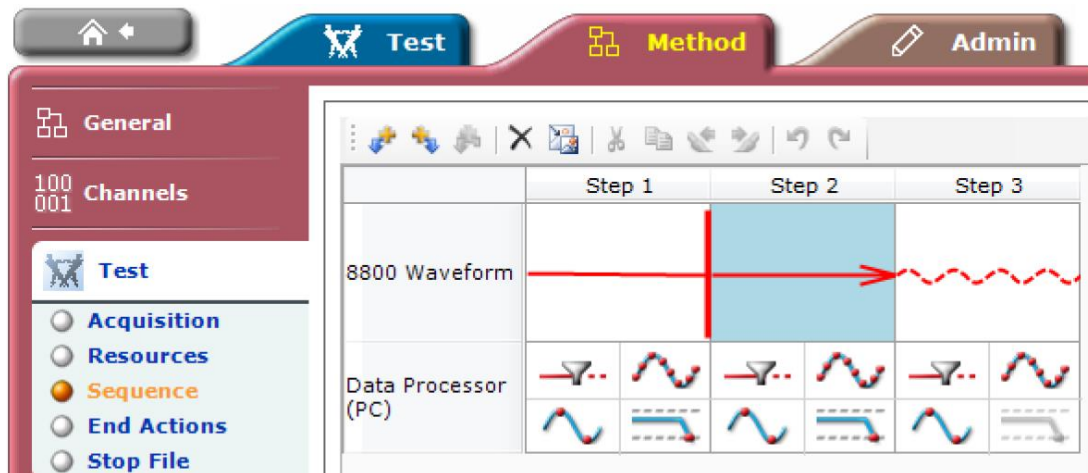 Test
Method
Admin
General
100
001
Channels
Test
Acquisition
Resources
Sequence
End Actions
Stop File
Step 1
Step 2
Step 3
8800 Waveform
Data Processor
(PC)